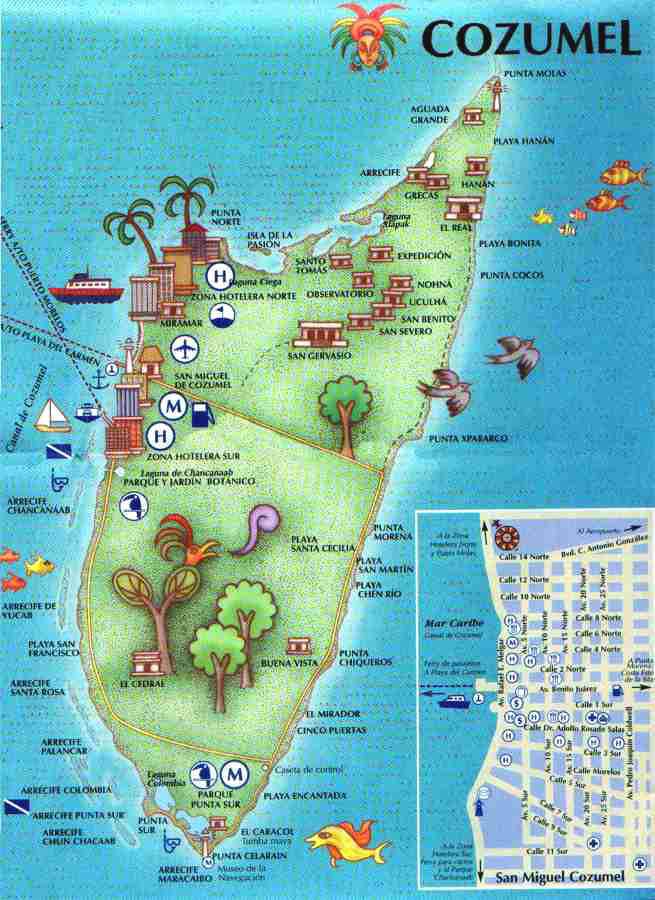 COZUMEL
PUNTA MOLAS
AGUADA
GRANDE
PLAYA HANÁN
ARRECIFE
HANÁN
GRECAS
PUNTA
NORTE
Laguna
Xlapak
EL REAL
ISLA DE LA
PASIÓN
PLAYA BONITA
EXPEDICIÓN
SANTO
TOMÁS
PUNTA COCOS
Laguna Ciega
NOHNÁ
ZONA HOTELERA NORTE
OBSERVATORIO
UCULHÁ
H
MIRAMAR
SAN BENITO
SAN SEVERO
SAN GERVASIO
FERRY AUTO PUERTO MORELOS
AUTO PLAYA DEL CARMEN
SAN MIGUEL
DE COZUMEL
Canal de Cozumel
M
H
ZONA HOTELERA SUR
PUNTA XPABARCO
Laguna de Chancanaab
PARQUE Y JARDÍN BOTÁNICO
ARRECIFE
CHANCANAAB
PUNTA
MORENA
PLAYA
SANTA CECILIA
PLAYA
SAN MARTÍN
PLAYA
CHEN RÍO
ARRECIFE DE
YUCAB
PLAYA SAN
FRANCISCO
BUENA VISTA
PUNTA
CHIQUEROS
EL CEDRAL
ARRECIFE
SANTA ROSA
EL MIRADOR
CINCO PUERTAS
ARRECIFE
PALANCAR
Laguna
Colombia
M
Caseta de control
PARQUE
PUNTA SUR
PLAYA ENCANTADA
ARRECIFE COLOMBIA
ARRECIFE PUNTA SUR
PUNTA
SUR
ARRECIFE
CHUN CHACAAB
EL CARACOL
Tumba maya
PUNTA CELARAIN
Museo de la
Navegación
ARRECIFE
MARACAIBO
A la Zona
Hotelera Norte
y Punta Molas
Al Aeropuerto
Bvd. C. Antonio González
Calle 14 Norte
Calle 12 Norte
Calle 10 Norte
Av. 20 Norte
Av. 25 Norte
Mar Caribe
(Canal de Cozumel)
Calle 8 Norte
Calle 6 Norte
Calle 4 Norte
Av. 5 Norte
Av. 10 Norte
Av. 15 Norte
Av. Rafael E. Melgar
Calle 2 Norte
Ferry de pasajeros
A Playa del Carmen
Av. Benito Juárez
A Punta
Morena,
Costa Este
de la Isla
Calle 1 Sur
Calle Dr. Adolfo Rosado Salas
Calle 3 Sur
Calle Morelos
Calle 5 Sur
Av. Pedro Joaquín Coldwell
Av. 5 Sur
Av. 10 Sur
Av. 15 Sur
Av. 20 Sur
Av. 25 Sur
Calle 7 Sur
Calle 9 Sur
Calle 11 Sur
A la Zona
Hotelera Sur,
Ferry para carros
y al Parque
Chankanaab
San Miguel Cozumel